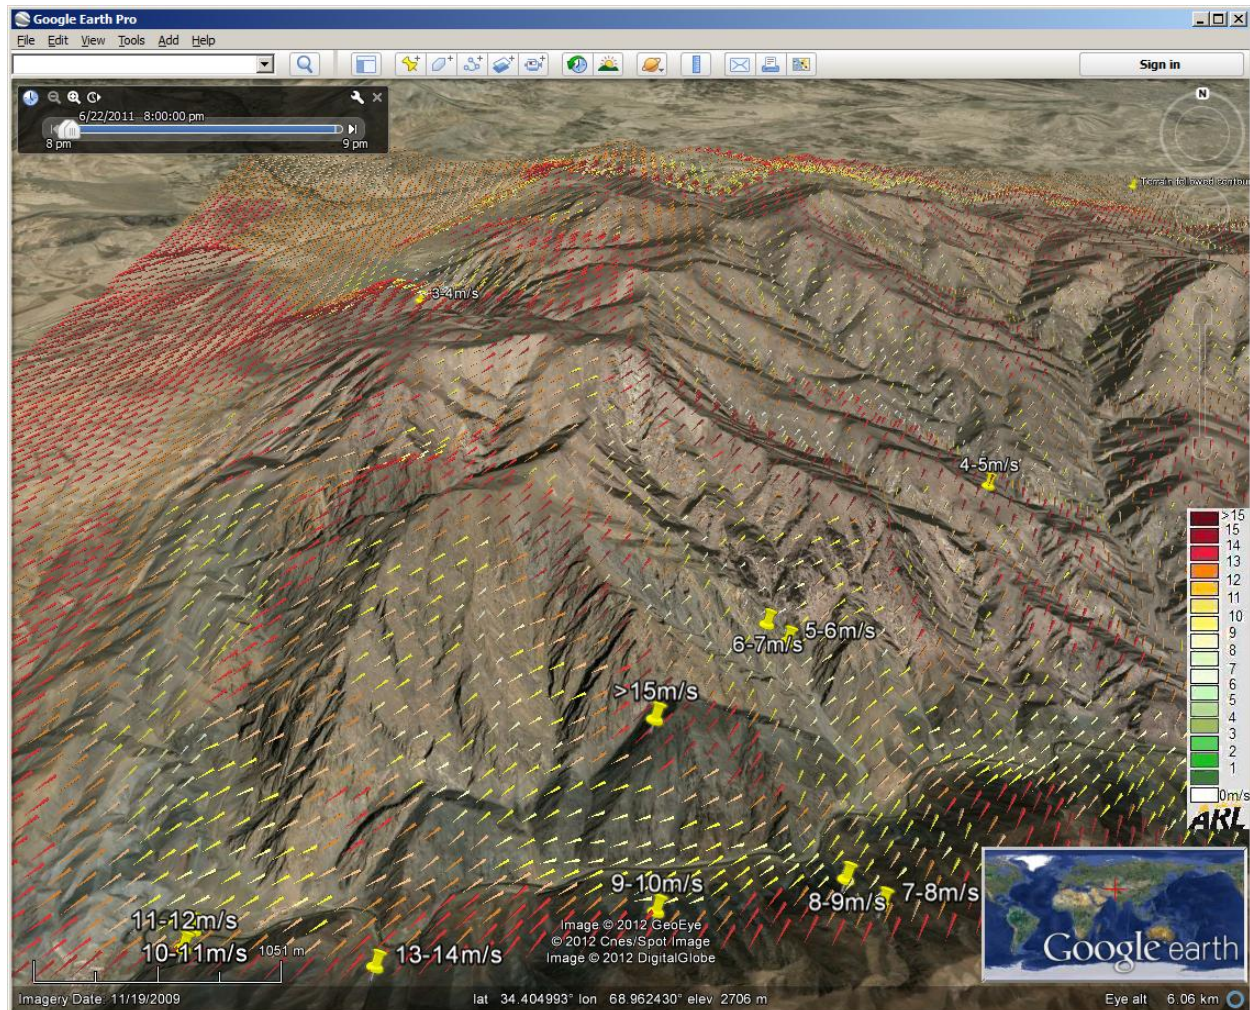 Google Earth Pro
File Edit View Tools Add Help
Sign in
6/22/2011 8:00:00 pm
8 pm 9 pm
N
Terrain followed contour
3-4m/s
4-5m/s
>15
15
14
13
12
11
10
9
8
7
6
5
4
3
2
1
0m/s
ARL
5-6m/s
6-7m/s
>15m/s
9-10m/s
7-8m/s
8-9m/s
11-12m/s
10-11m/s
1051 m
13-14m/s
Image © 2012 GeoEye
© 2012 Cnes/Spot Image
Image © 2012 DigitalGlobe
Google earth
Imagery Date: 11/19/2009 lat 34.404993° lon 68.962430° elev 2706 m Eye alt 6.06 km